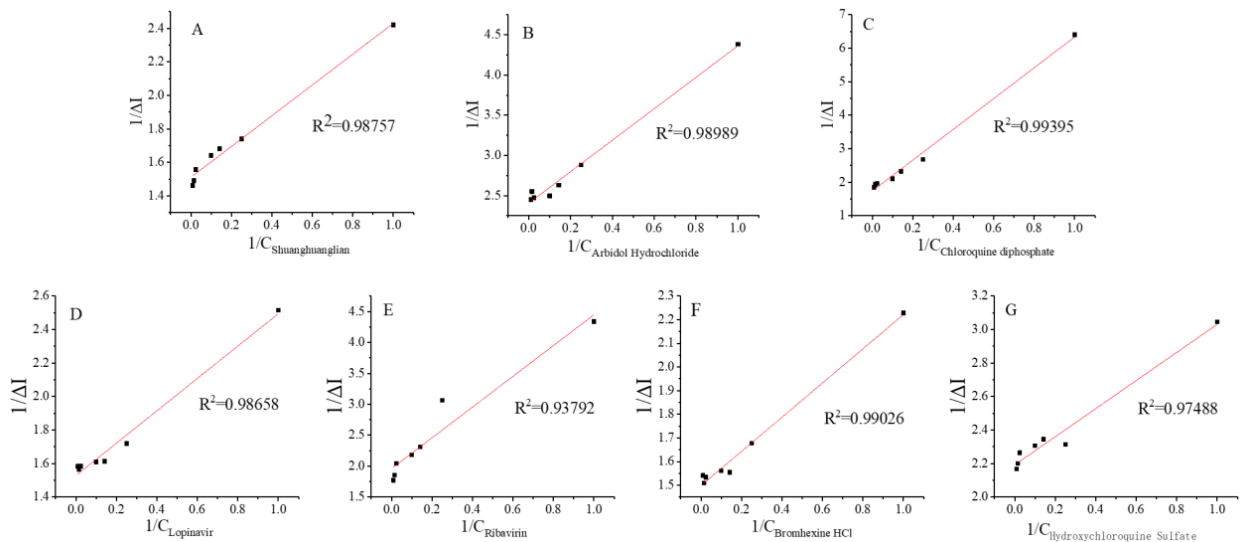 A
1/ΔI
2.4
2.2
2.0
1.8
1.6
1.4
R²=0.98757
0.0 0.2 0.4 0.6 0.8 1.0
1/C Shuanghuanglian
B
1/ΔI
4.5
4.0
3.5
3.0
2.5
R²=0.98989
0.0 0.2 0.4 0.6 0.8 1.0
1/C Arbidol Hydrochloride
C
1/ΔI
7
6
5
4
3
2
1
R²=0.99395
0.0 0.2 0.4 0.6 0.8 1.0
1/C Chloroquine diphosphate
D
1/ΔI
2.6
2.4
2.2
2.0
1.8
1.6
1.4
R²=0.98658
0.0 0.2 0.4 0.6 0.8 1.0
1/C Lopinavir
E
1/ΔI
4.5
4.0
3.5
3.0
2.5
2.0
1.5
R²=0.93792
0.0 0.2 0.4 0.6 0.8 1.0
1/C Ribavirin
F
1/ΔI
2.3
2.2
2.1
2.0
1.9
1.8
1.7
1.6
1.5
R²=0.99026
0.0 0.2 0.4 0.6 0.8 1.0
1/C Bromhexine HCl
G
1/ΔI
3.2
3.0
2.8
2.6
2.4
2.2
2.0
R²=0.97488
0.0 0.2 0.4 0.6 0.8 1.0
1/C Hydroxychloroquine Sulfate